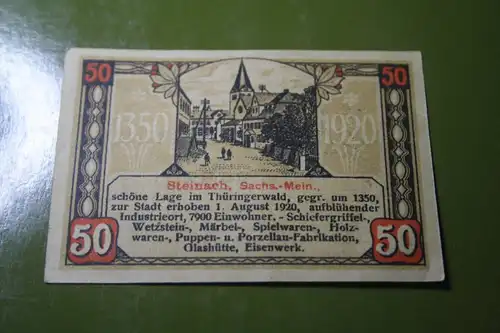 50 50
1350 1920
Steinach, Sachs.-Mein.,
schöne Lage im Thüringerwald, gegr. um 1350,
zur Stadt erhoben 1. August 1920, aufblühender
Industrieort, 7900 Einwohner. - Schiefergriffel-,
Wetzstein-, Märbel-, Spielwaren-, Holz-
waren-, Puppen- u. Porzellan-Fabrikation,
Glashütte, Eisenwerk.
50 50